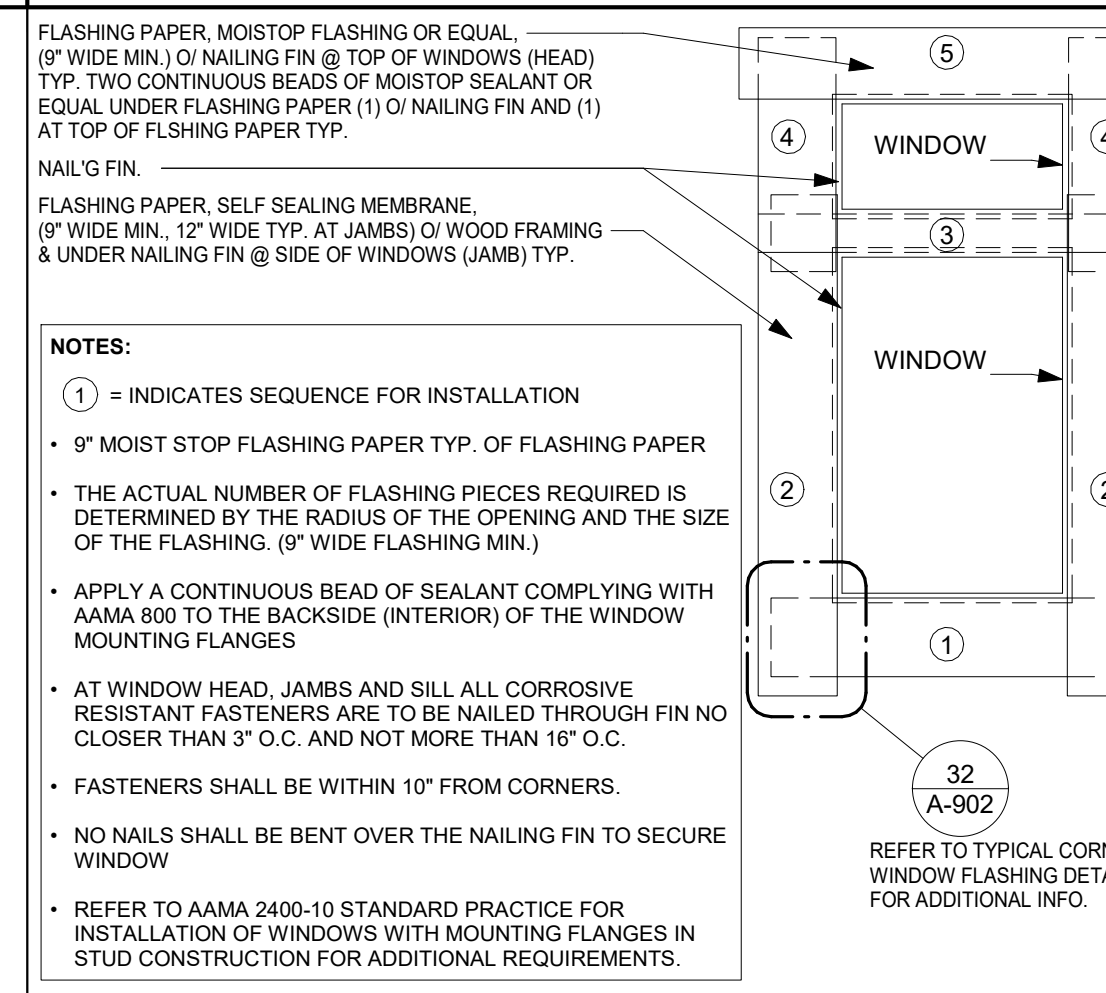 FLASHING PAPER, MOISTOP FLASHING OR EQUAL,
(9" WIDE MIN.) O/ NAILING FIN @ TOP OF WINDOWS (HEAD)
TYP. TWO CONTINUOUS BEADS OF MOISTOP SEALANT OR
EQUAL UNDER FLASHING PAPER (1) O/ NAILING FIN AND (1)
AT TOP OF FLSHING PAPER TYP.
NAIL'G FIN.
FLASHING PAPER, SELF SEALING MEMBRANE,
(9" WIDE MIN., 12" WIDE TYP. AT JAMBS) O/ WOOD FRAMING
& UNDER NAILING FIN @ SIDE OF WINDOWS (JAMB) TYP.
NOTES:
1 = INDICATES SEQUENCE FOR INSTALLATION
• 9" MOIST STOP FLASHING PAPER TYP. OF FLASHING PAPER
• THE ACTUAL NUMBER OF FLASHING PIECES REQUIRED IS
DETERMINED BY THE RADIUS OF THE OPENING AND THE SIZE
OF THE FLASHING. (9" WIDE FLASHING MIN.)
• APPLY A CONTINUOUS BEAD OF SEALANT COMPLYING WITH
AAMA 800 TO THE BACKSIDE (INTERIOR) OF THE WINDOW
MOUNTING FLANGES
• AT WINDOW HEAD, JAMBS AND SILL ALL CORROSIVE
RESISTANT FASTENERS ARE TO BE NAILED THROUGH FIN NO
CLOSER THAN 3" O.C. AND NOT MORE THAN 16" O.C.
• FASTENERS SHALL BE WITHIN 10" FROM CORNERS.
• NO NAILS SHALL BE BENT OVER THE NAILING FIN TO SECURE
WINDOW
• REFER TO AAMA 2400-10 STANDARD PRACTICE FOR
INSTALLATION OF WINDOWS WITH MOUNTING FLANGES IN
STUD CONSTRUCTION FOR ADDITIONAL REQUIREMENTS.
5
4
WINDOW
4
3
WINDOW
2
2
1
32
A-902
REFER TO TYPICAL
WINDOW FLASHING
FOR ADDITIONAL INFO.